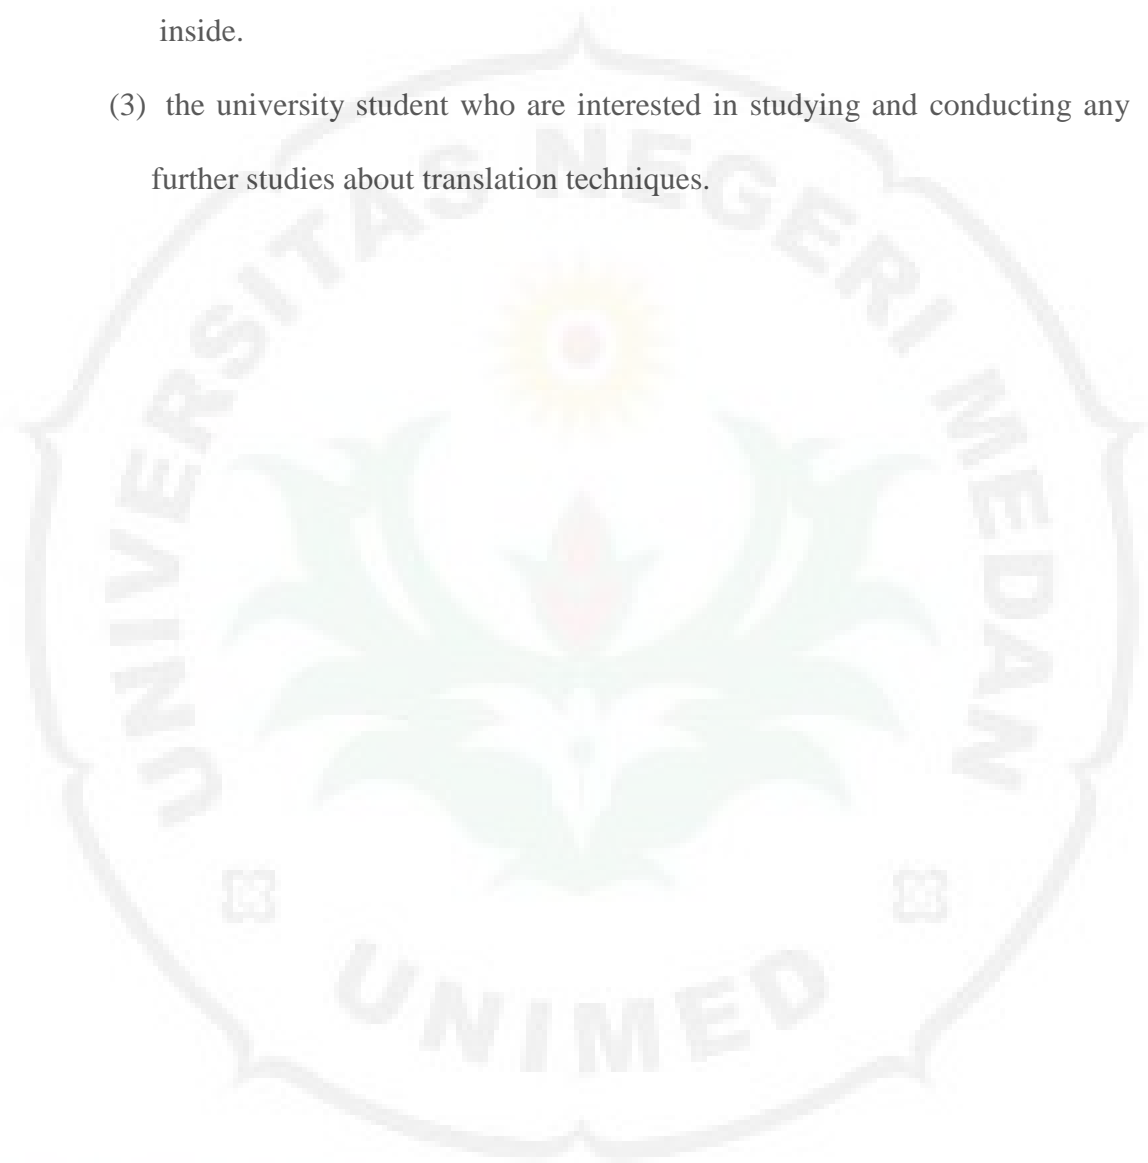 inside.
(3) the university student who are interested in studying and conducting any
further studies about translation techniques.
UNIVERSITAS NEGERI MEDAN
UNIMED